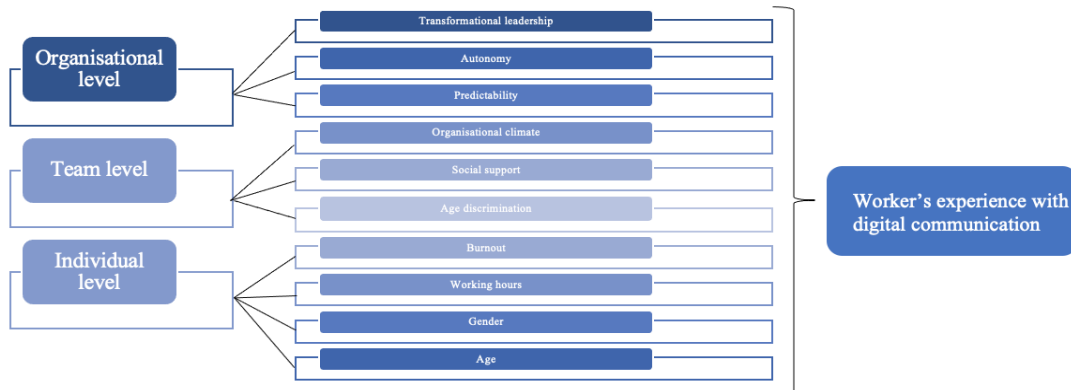 Organisational
level
Transformational leadership
Autonomy
Predictability
Team level
Organisational climate
Social support
Age discrimination
Individual
level
Burnout
Working hours
Gender
Age
Worker’s experience with
digital communication